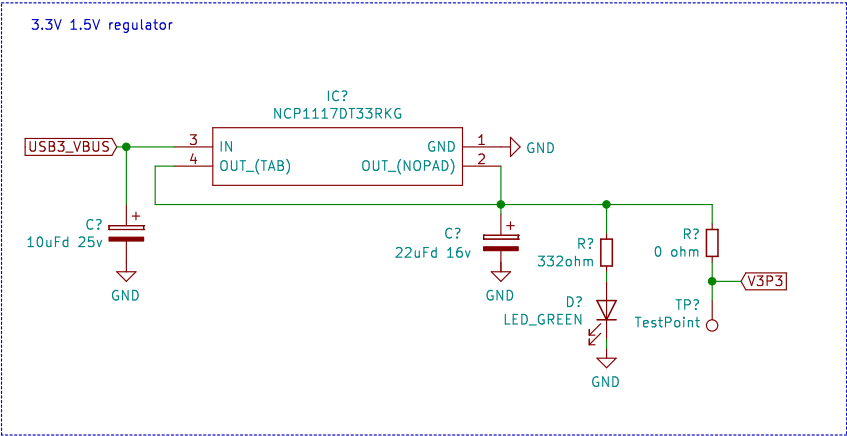 3.3V 1.5V regulator
IC?
NCP1117DT33RKG
USB3_VBUS
3
IN
GND
1
GND
4
OUT_(TAB)
OUT_(NOPAD)
2
C?
10uFd 25v
GND
C?
22uFd 16v
GND
R?
332ohm
D?
LED_GREEN
GND
R?
0 ohm
V3P3
TP?
TestPoint